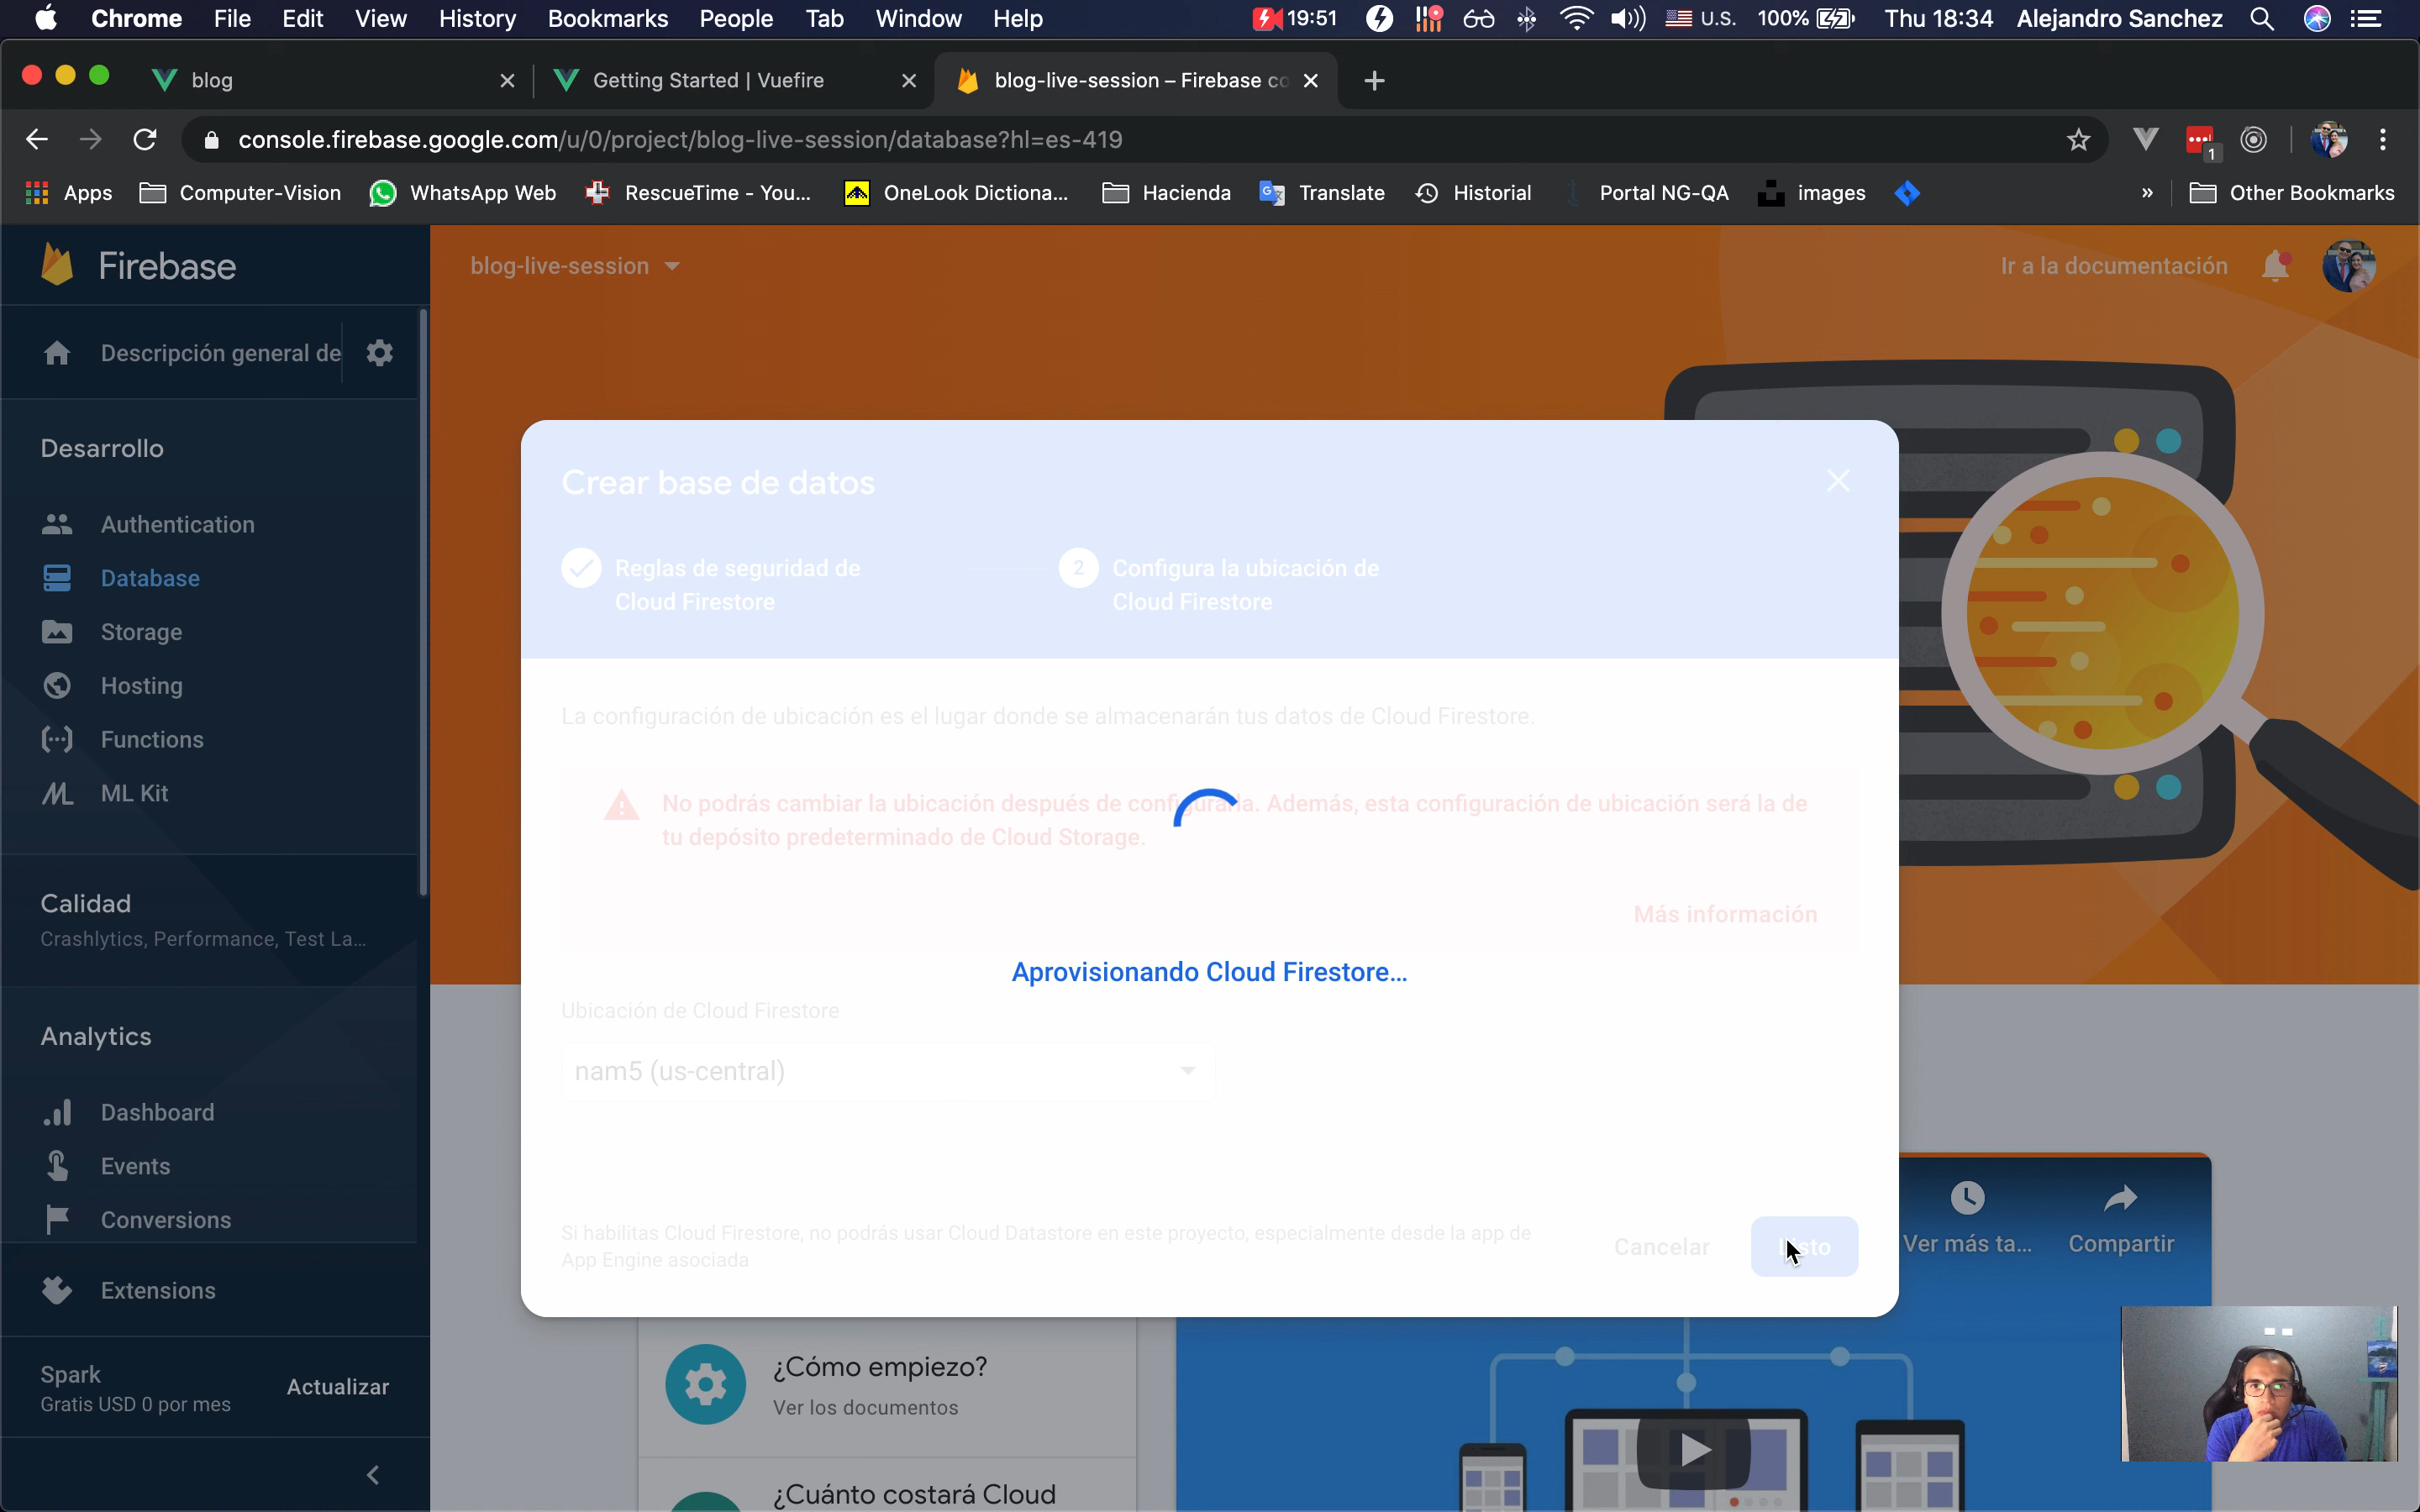 Chrome File Edit View History Bookmarks People Tab Window Help 19:51 U.S. 100% Thu 18:34 Alejandro Sanchez
blog Getting Started | Vuefire blog-live-session – Firebase co
console.firebase.google.com/u/0/project/blog-live-session/database?hl=es-419
1
Apps Computer-Vision WhatsApp Web RescueTime - You... OneLook Dictiona... Hacienda Translate Historial Portal NG-QA images » Other Bookmarks
Firebase
blog-live-session
Ir a la documentación
Descripción general de
Desarrollo
Authentication
Database
Storage
Hosting
Functions
ML Kit
Calidad
Crashlytics, Performance, Test La...
Analytics
Dashboard
Events
Conversions
Extensions
Spark
Gratis USD 0 por mes
Actualizar
Crear base de datos
Reglas de seguridad de
Cloud Firestore
2
Configura la ubicación de
Cloud Firestore
La configuración de ubicación es el lugar donde se almacenarán tus datos de Cloud Firestore.
No podrás cambiar la ubicación después de configurarla. Además, esta configuración de ubicación será la de
tu depósito predeterminado de Cloud Storage.
Más información
Aprovisionando Cloud Firestore...
Ubicación de Cloud Firestore
nam5 (us-central)
Si habilitas Cloud Firestore, no podrás usar Cloud Datastore en este proyecto, especialmente desde la app de
App Engine asociada
Cancelar
Listo
Ver más ta...
Compartir
¿Cómo empiezo?
Ver los documentos
¿Cuánto costará Cloud